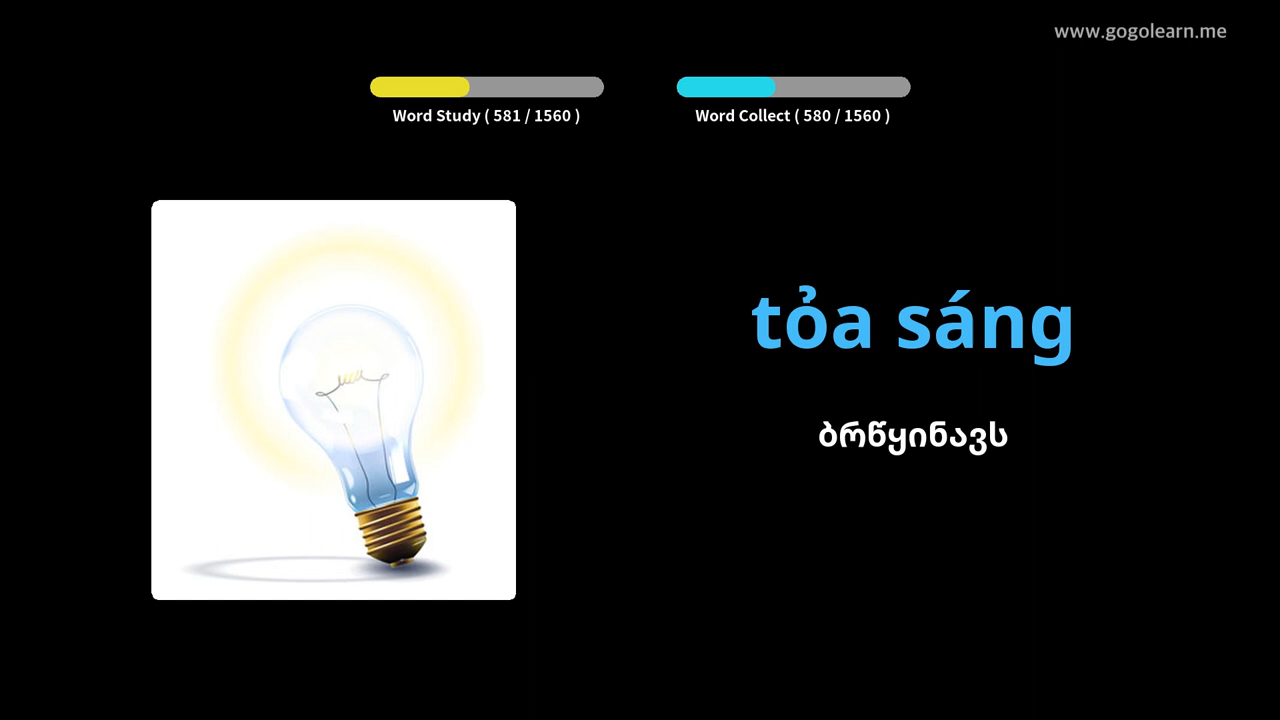 www.gogolearn.me
Word Study ( 581 / 1560 )
Word Collect ( 580 / 1560 )
tỏa sáng
ბრწყინავს